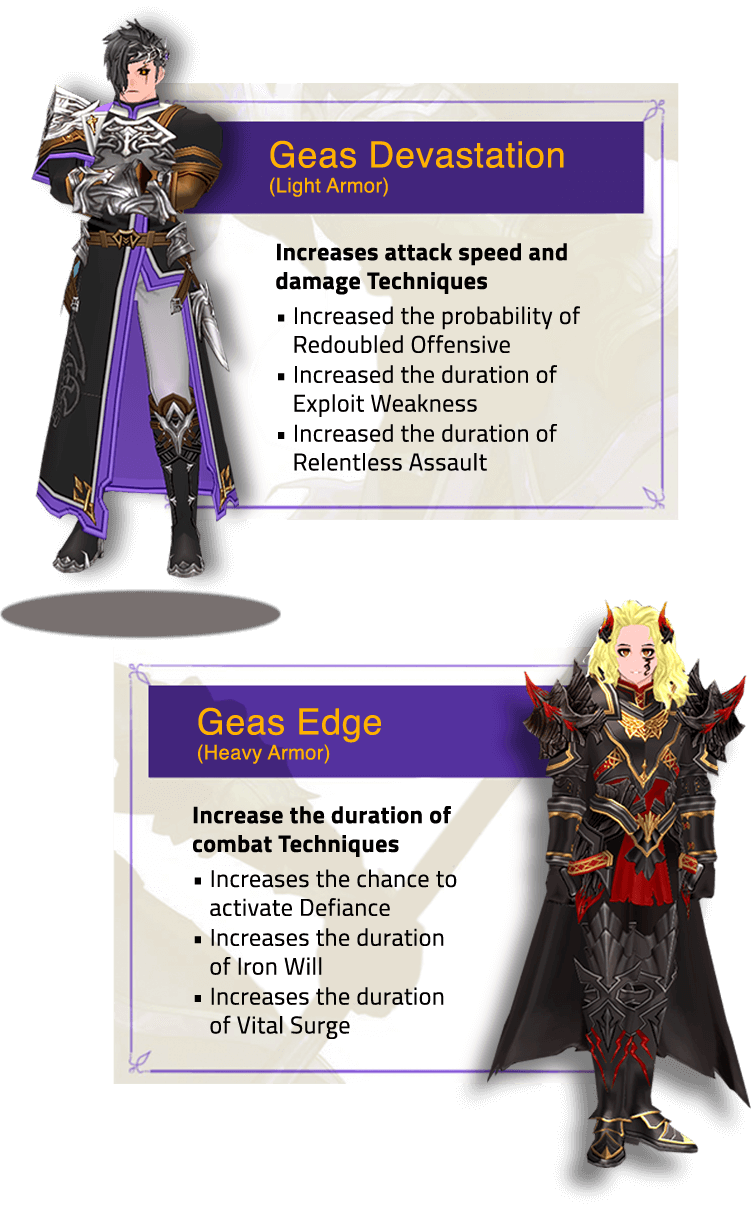 Geas Devastation
(Light Armor)
Increases attack speed and
damage Techniques
▪ Increased the probability of
Redoubled Offensive
▪ Increased the duration of
Exploit Weakness
▪ Increased the duration of
Relentless Assault
Geas Edge
(Heavy Armor)
Increase the duration of
combat Techniques
▪ Increases the chance to
activate Defiance
▪ Increases the duration
of Iron Will
▪ Increases the duration
of Vital Surge